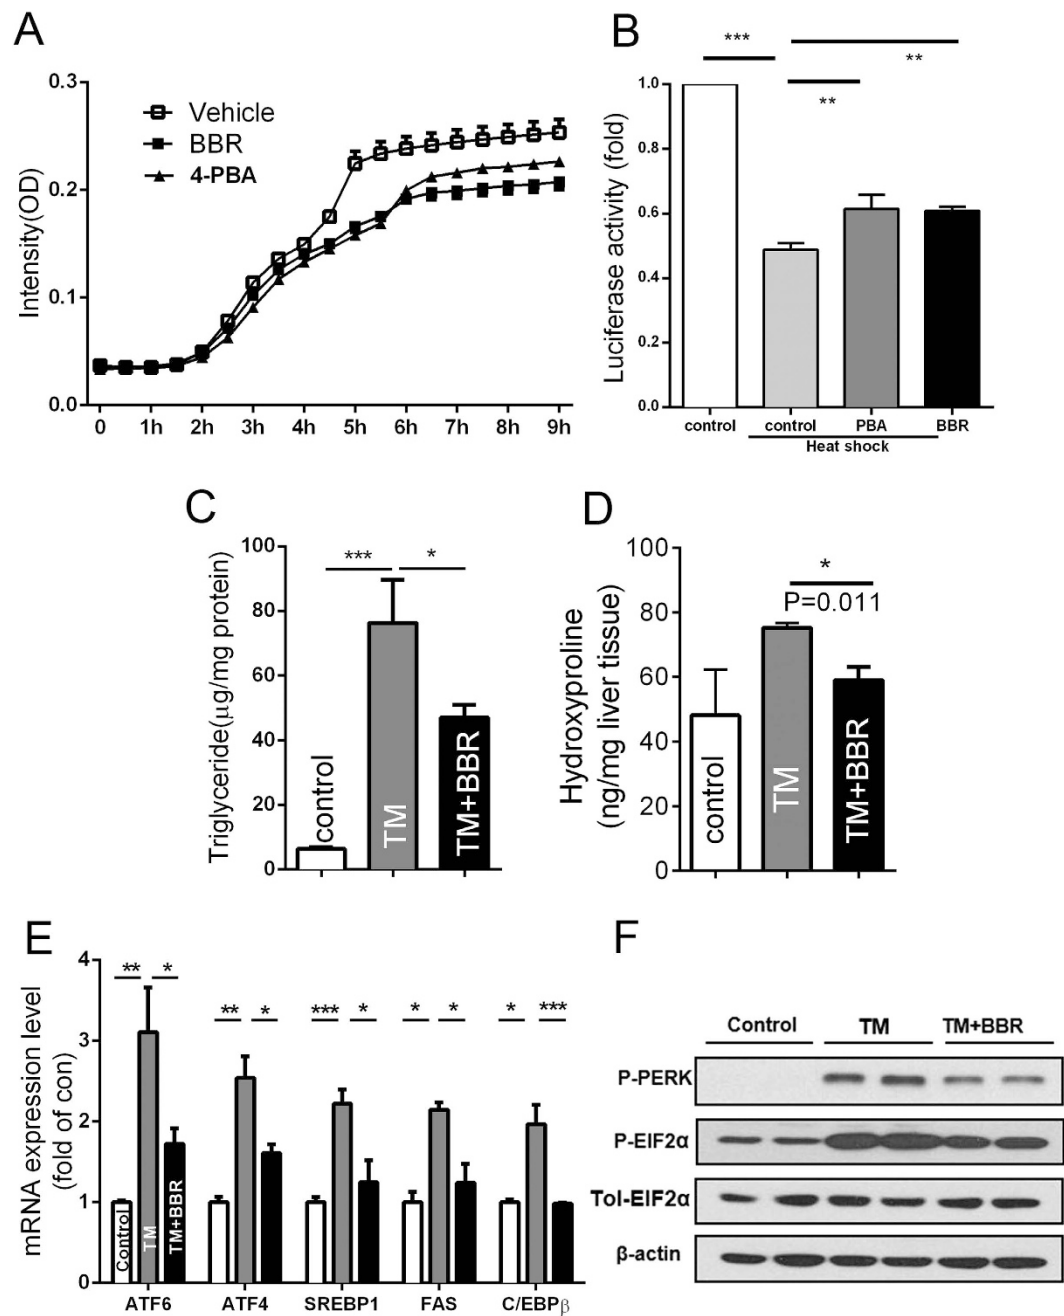 A
Intensity(OD)
0.3
0.2
0.1
0.0
Vehicle
BBR
4-PBA
0 1h 2h 3h 4h 5h 6h 7h 8h 9h
B
Luciferase activity (fold)
***
**
**
1.0
0.8
0.6
0.4
0.2
0.0
control control PBA BBR
Heat shock
C
Triglyceride(μg/mg protein)
100
80
60
40
20
0
***
*
control
TM
TM+BBR
D
Hydroxyproline
(ng/mg liver tissue)
100
80
60
40
20
0
*
P=0.011
control
TM
TM+BBR
E
mRNA expression level
(fold of con)
4
3
2
1
0
** *
** *
*** *
* *
* ***
Control
TM
TM+BBR
ATF6 ATF4 SREBP1 FAS C/EBPβ
F
Control TM TM+BBR
P-PERK
P-EIF2α
Tol-EIF2α
β-actin